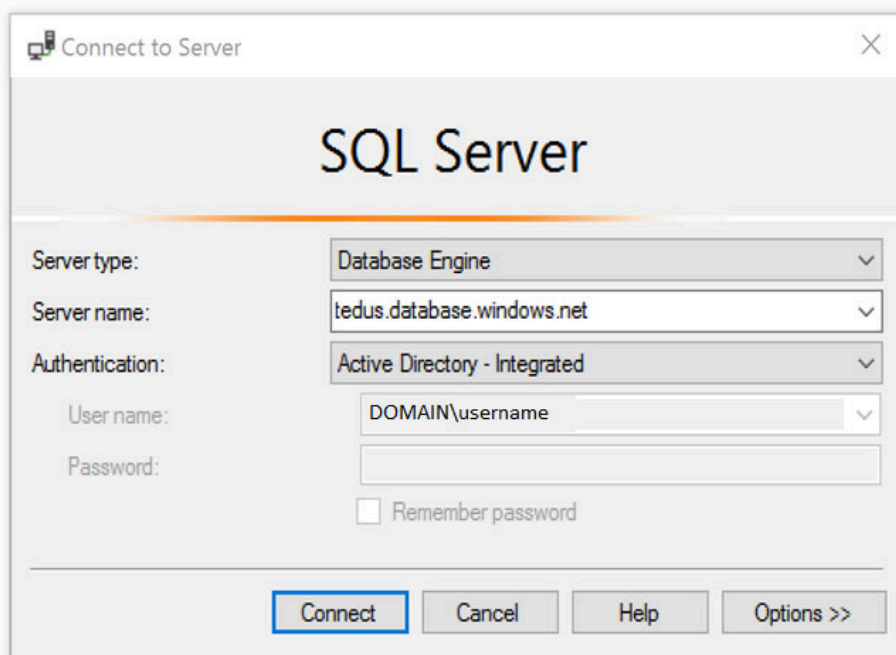 Connect to Server
SQL Server
Server type: Database Engine
Server name: tedus.database.windows.net
Authentication: Active Directory - Integrated
User name: DOMAIN\username
Password:
Remember password
Connect Cancel Help Options >>